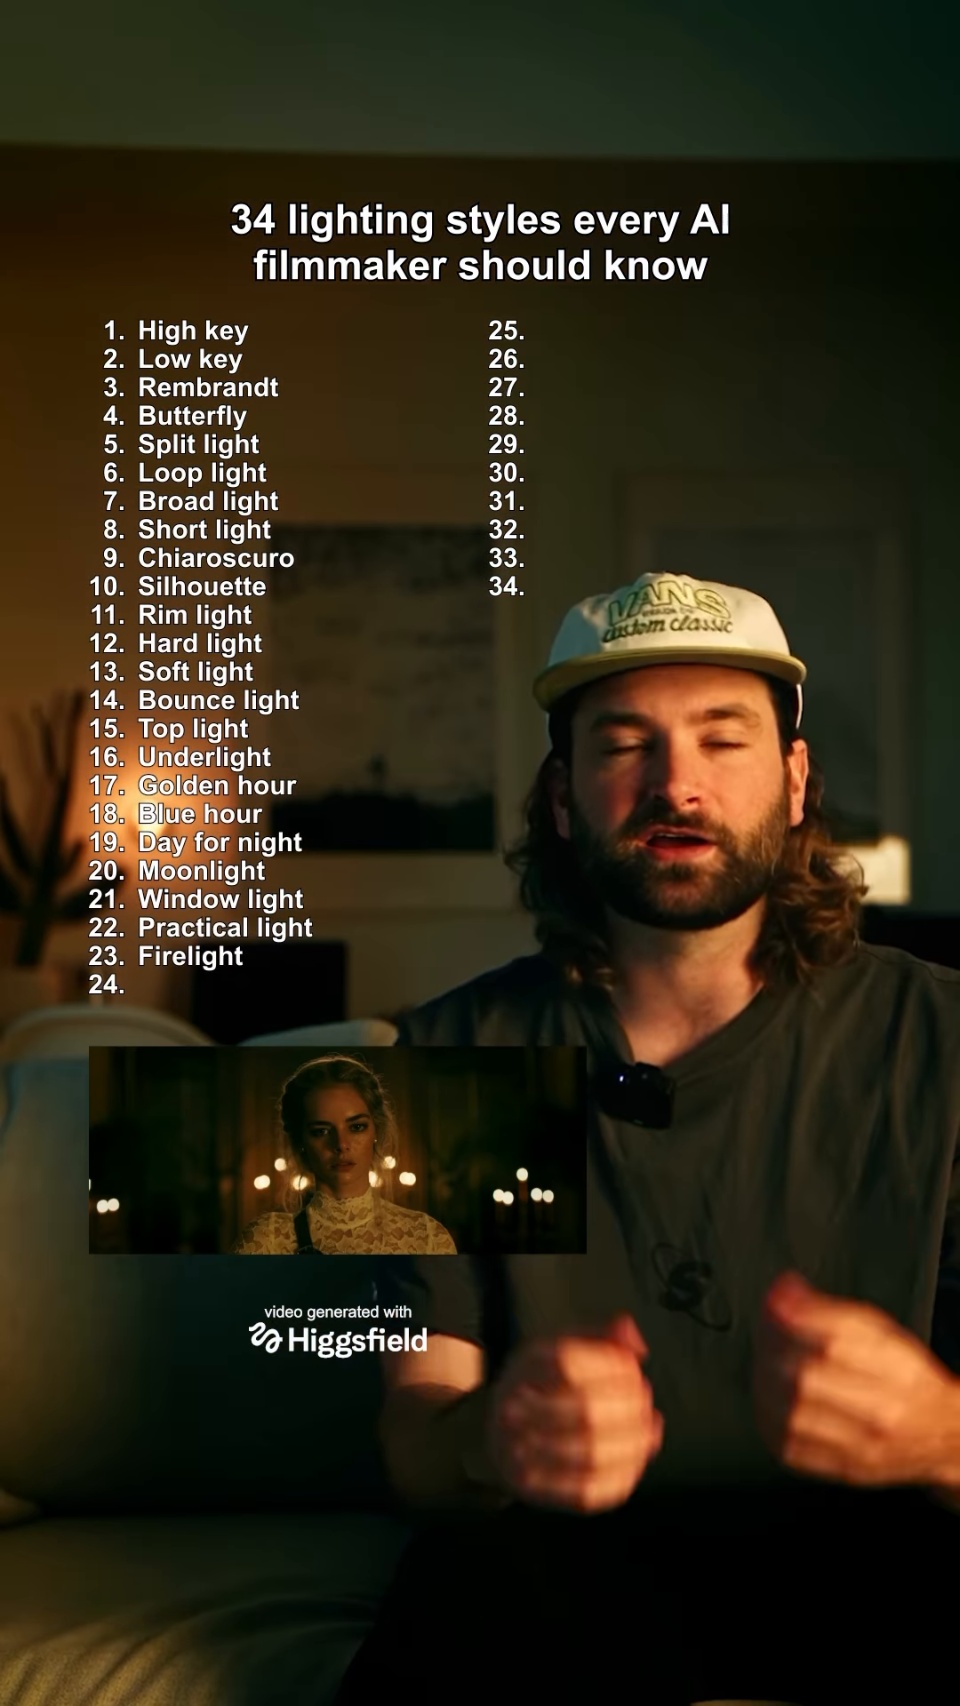 34 lighting styles every AI
filmmaker should know
1. High key
2. Low key
3. Rembrandt
4. Butterfly
5. Split light
6. Loop light
7. Broad light
8. Short light
9. Chiaroscuro
10. Silhouette
11. Rim light
12. Hard light
13. Soft light
14. Bounce light
15. Top light
16. Underlight
17. Golden hour
18. Blue hour
19. Day for night
20. Moonlight
21. Window light
22. Practical light
23. Firelight
24.
25.
26.
27.
28.
29.
30.
31.
32.
33.
34.
VANS
custom classic
video generated with
Higgsfield